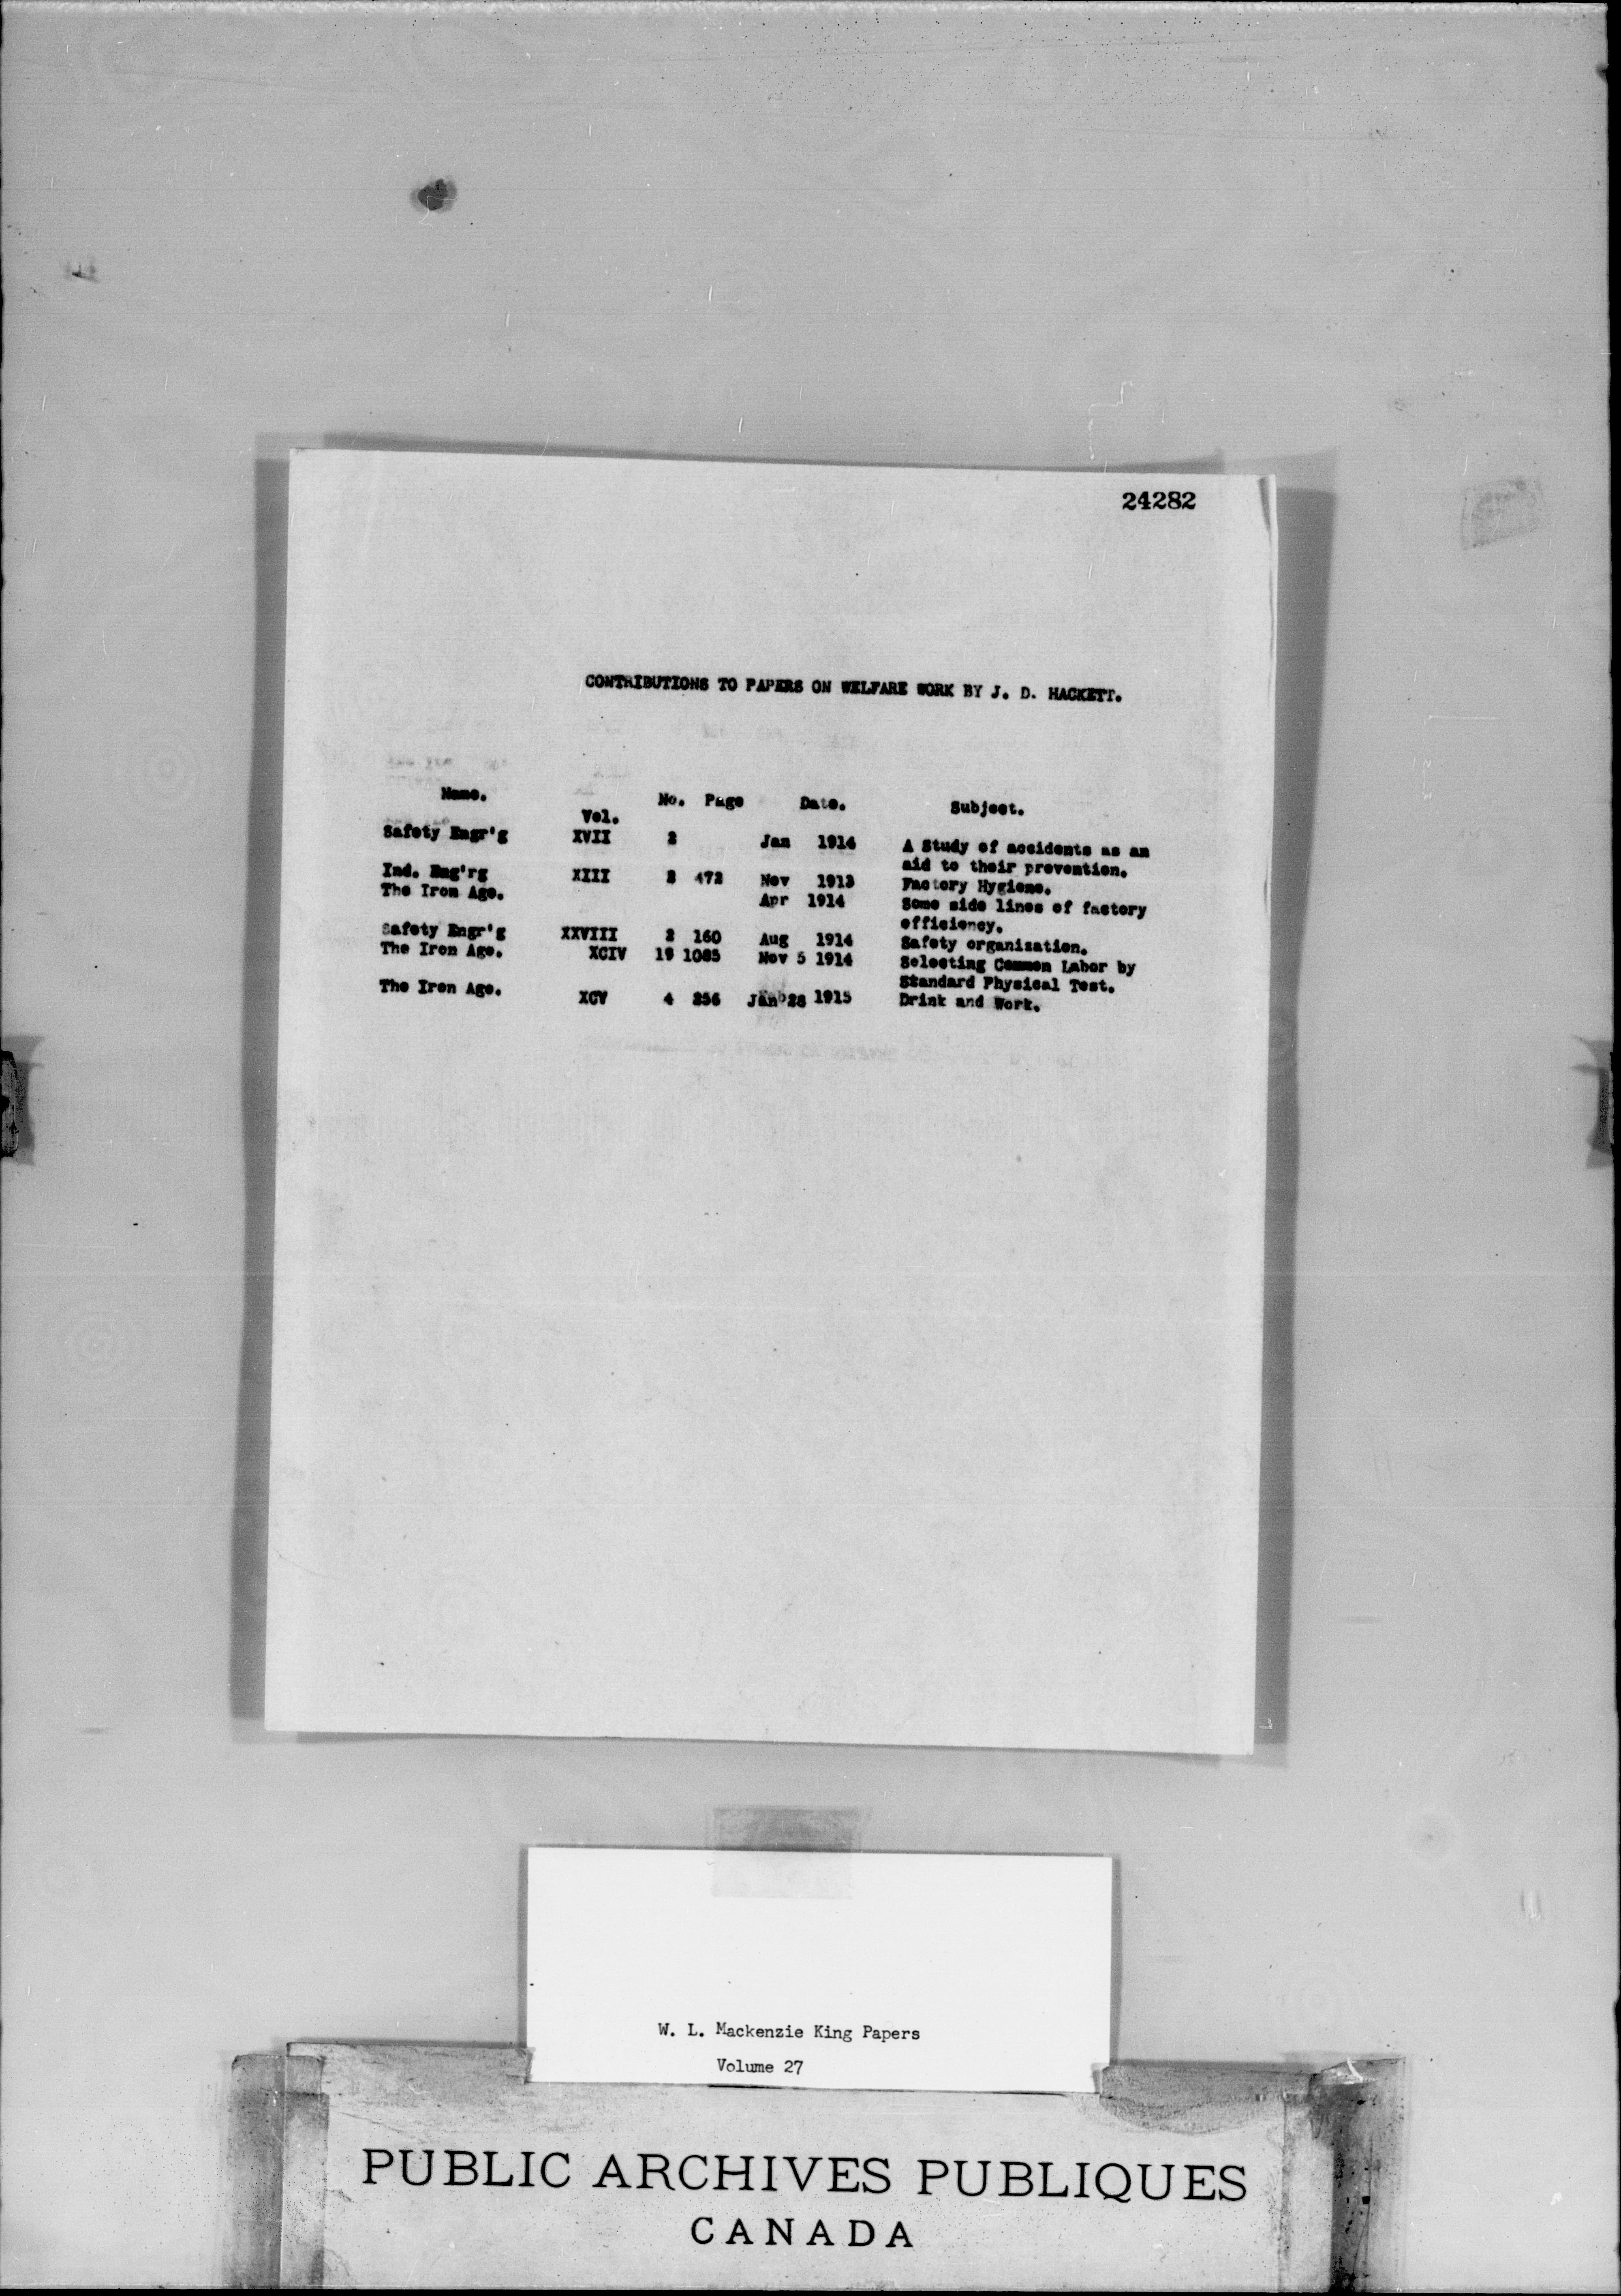 24282
CONTRIBUTIONS TO PAPERS ON WELFARE WORK BY J. D. HACKETT.
Name. Vol. No. Page Date. Subject.
Safety Engr'g XVII 2 Jan 1914 A Study of accidents as an
aid to their prevention.
Ind. Eng'rg XIII 2 472 Nov 1913 Factory Hygiene.
The Iron Age. Apr 1914 Some side lines of factory
efficiency.
Safety Engr'g XXVIII 2 160 Aug 1914 Safety organization.
The Iron Age. XCIV 19 1085 Nov 5 1914 Selecting Common Labor by
Standard Physical Test.
The Iron Age. XCV 4 256 Jan 28 1915 Drink and Work.
W. L. Mackenzie King Papers
Volume 27
PUBLIC ARCHIVES PUBLIQUES
CANADA